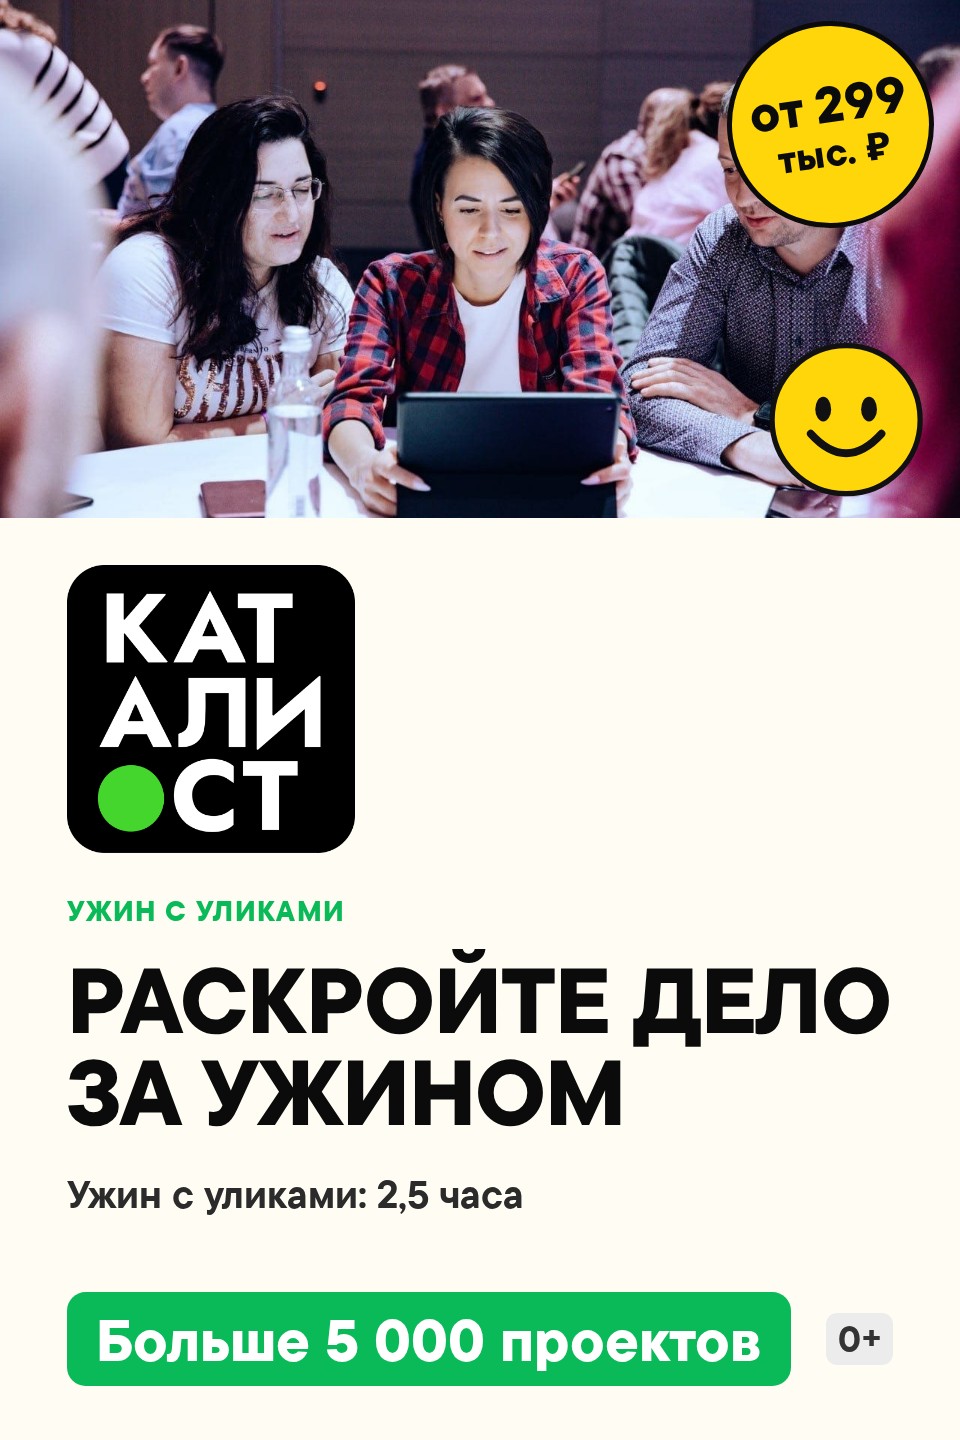 от 299
тыс. ₽
КАТ
АЛИ
СТ
УЖИН С УЛИКАМИ
РАСКРОЙТЕ ДЕЛО
ЗА УЖИНОМ
Ужин с уликами: 2,5 часа
Больше 5 000 проектов
0+